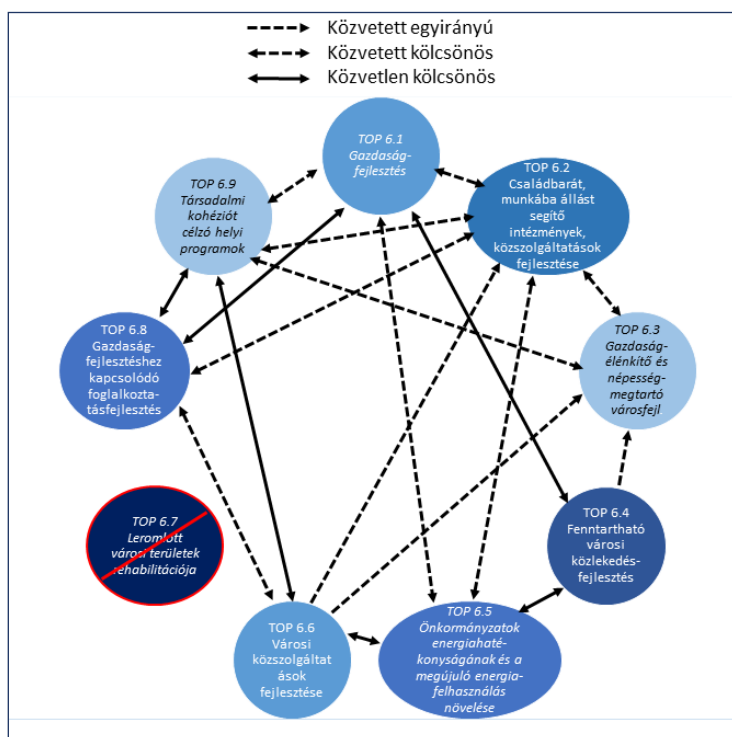 Közvetett egyirányú
Közvetett kölcsönös
Közvetlen kölcsönös
TOP 6.1
Gazdaság-
fejlesztés
TOP 6.2
Családbarát,
munkába állást
segítő
intézmények,
közszolgáltatások
fejlesztése
TOP 6.9
Társadalmi
kohéziót
célzó helyi
programok
TOP 6.3
Gazdaság-
élénkítő és
népesség-
megtartó
városfejl
TOP 6.8
Gazdaság-
fejlesztéshez
kapcsolódó
foglalkozta-
tásfejlesztés
TOP 6.4
Fenntartható
városi
közlekedés-
fejlesztés
TOP 6.7
Leromlott
városi területek
rehabilitációja
TOP 6.5
Önkormányzatok
energiahaté-
konyságának és a
megújuló energia-
felhasználás
növelése
TOP 6.6
Városi
közszolgáltat
ások
fejlesztése